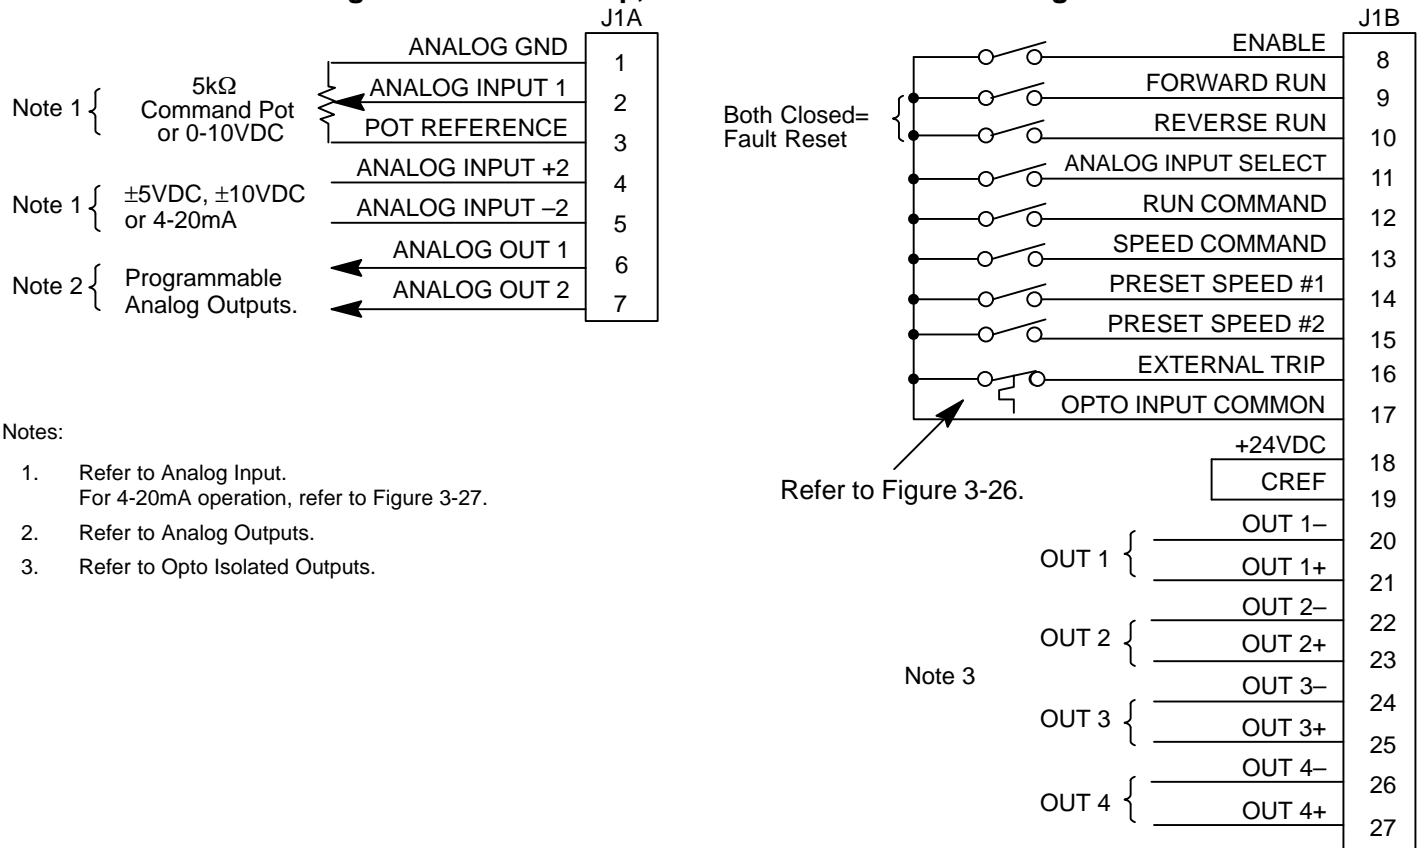 J1A
ANALOG GND 1
Note 1 { 5kΩ Command Pot or 0-10VDC
ANALOG INPUT 1 2
POT REFERENCE 3
Note 1 { ±5VDC, ±10VDC or 4-20mA
ANALOG INPUT +2 4
ANALOG INPUT –2 5
Note 2 { Programmable Analog Outputs.
ANALOG OUT 1 6
ANALOG OUT 2 7
Notes:
1. Refer to Analog Input.
For 4-20mA operation, refer to Figure 3-27.
2. Refer to Analog Outputs.
3. Refer to Opto Isolated Outputs.
J1B
ENABLE 8
Both Closed=
Fault Reset
FORWARD RUN 9
REVERSE RUN 10
ANALOG INPUT SELECT 11
RUN COMMAND 12
SPEED COMMAND 13
PRESET SPEED #1 14
PRESET SPEED #2 15
EXTERNAL TRIP 16
OPTO INPUT COMMON 17
Refer to Figure 3-26.
+24VDC 18
CREF 19
OUT 1 {
OUT 1– 20
OUT 1+ 21
OUT 2 {
OUT 2– 22
OUT 2+ 23
Note 3
OUT 3 {
OUT 3– 24
OUT 3+ 25
OUT 4 {
OUT 4– 26
OUT 4+ 27